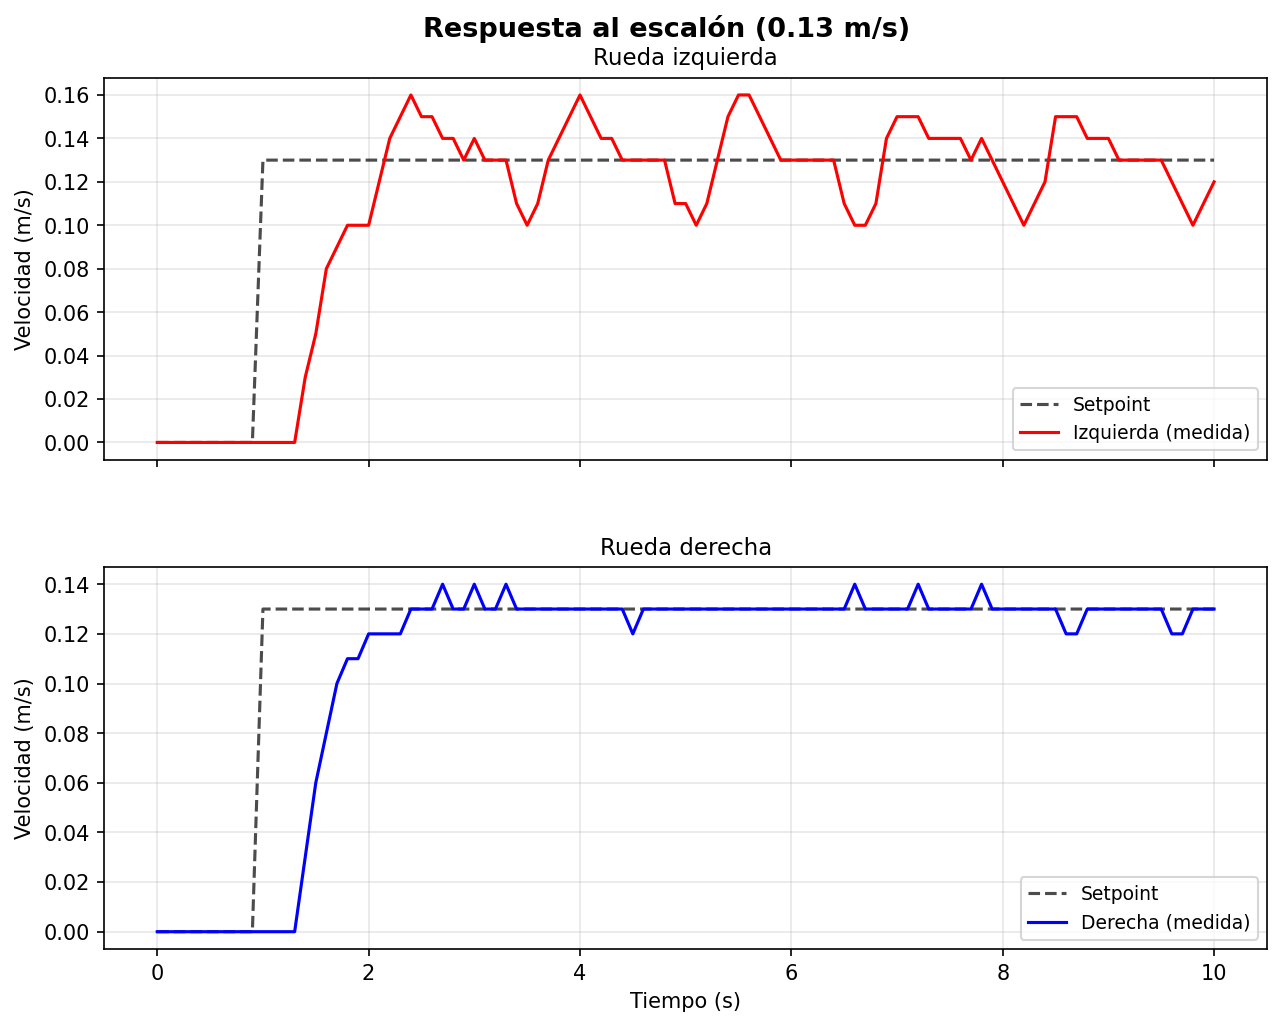 Respuesta al escalón (0.13 m/s)
Rueda izquierda
Velocidad (m/s)
0.16
0.14
0.12
0.10
0.08
0.06
0.04
0.02
0.00
Setpoint
Izquierda (medida)
Rueda derecha
Velocidad (m/s)
0.14
0.12
0.10
0.08
0.06
0.04
0.02
0.00
Setpoint
Derecha (medida)
0 2 4 6 8 10
Tiempo (s)